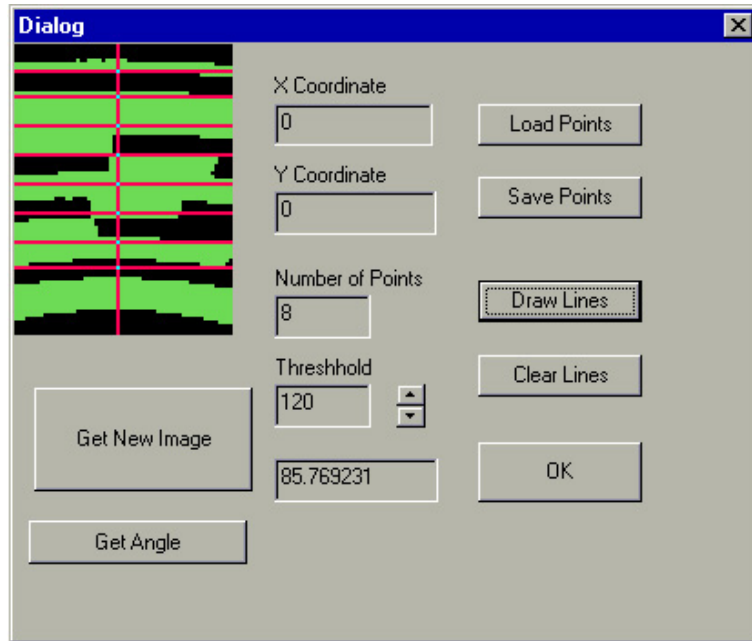 Dialog
X Coordinate
0
Load Points
Y Coordinate
0
Save Points
Number of Points
8
Draw Lines
Threshhold
120
Clear Lines
Get New Image
85.769231
OK
Get Angle